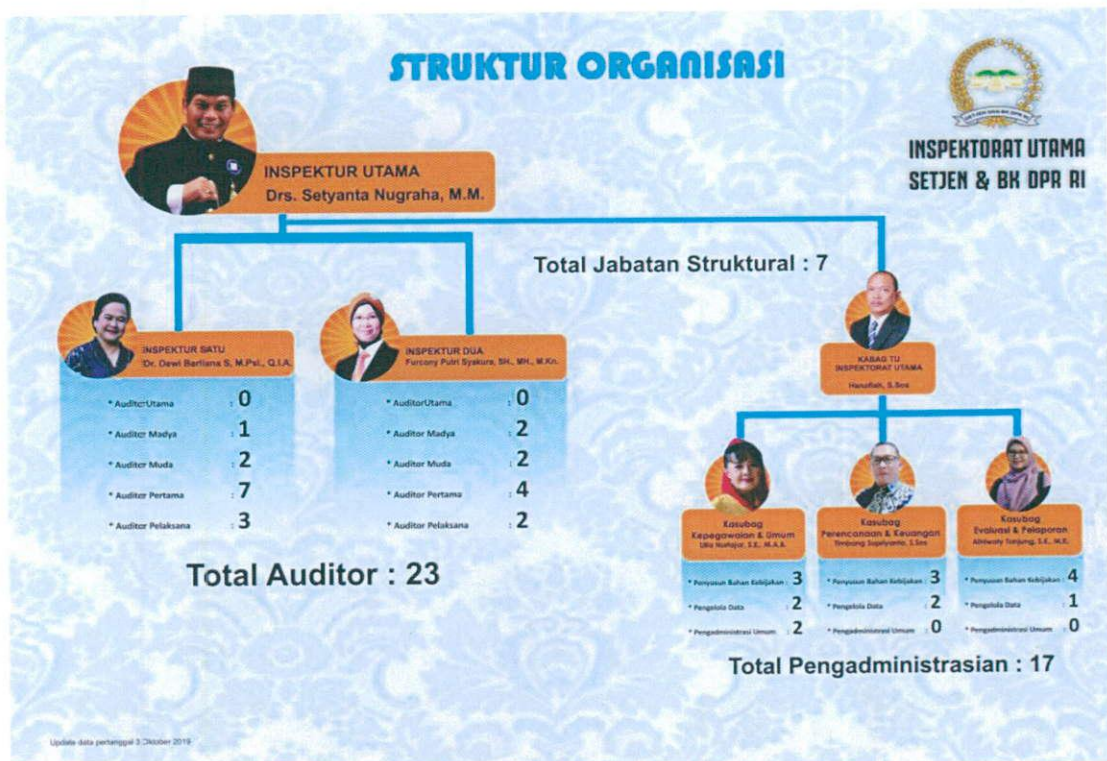 STRUKTUR ORGANISASI
INSPEKTORAT UTAMA
SETJEN & BK DPR RI
INSPEKTUR UTAMA
Drs. Setyanta Nugraha, M.M.
Total Jabatan Struktural : 7
INSPEKTUR SATU
Dr. Dewi Barliana S, M.Psi., Q.I.A.
* AuditorUtama : 0
* Auditor Madya : 1
* Auditor Muda : 2
* Auditor Pertama : 7
* Auditor Pelaksana : 3
INSPEKTUR DUA
Furcony Putri Syakura, SH., MH., M.Kn.
* AuditorUtama : 0
* Auditor Madya : 2
* Auditor Muda : 2
* Auditor Pertama : 4
* Auditor Pelaksana : 2
Total Auditor : 23
KABAG TU
INSPEKTORAT UTAMA
Hanafiah, S.Sos
Kasubag
Kepegawaian & Umum
S.E., M.A.B.
* Penyusun Bahan Kebijakan : 3
* Pengelola Data : 2
* Pengadministrasi Umum : 2
Kasubag
Perencanaan & Keuangan
Supriyanto, S.Sos
* Penyusun Bahan Kebijakan : 3
* Pengelola Data : 2
* Pengadministrasi Umum : 0
Kasubag
Evaluasi & Pelaporan
Tanjung, S.E., M.E.
* Penyusun Bahan Kebijakan : 4
* Pengelola Data : 1
* Pengadministrasi Umum : 0
Total Pengadministrasian : 17
Update data pertanggal 3 Oktober 2019